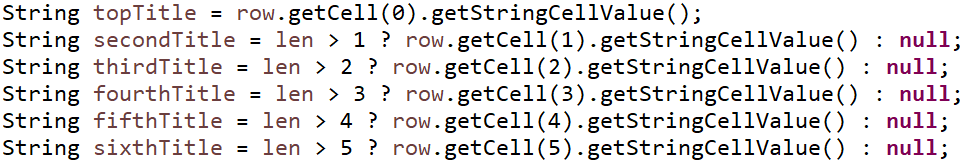 String topTitle = row.getCell(0).getStringCellValue();
String secondTitle = len > 1 ? row.getCell(1).getStringCellValue() : null;
String thirdTitle = len > 2 ? row.getCell(2).getStringCellValue() : null;
String fourthTitle = len > 3 ? row.getCell(3).getStringCellValue() : null;
String fifthTitle = len > 4 ? row.getCell(4).getStringCellValue() : null;
String sixthTitle = len > 5 ? row.getCell(5).getStringCellValue() : null;